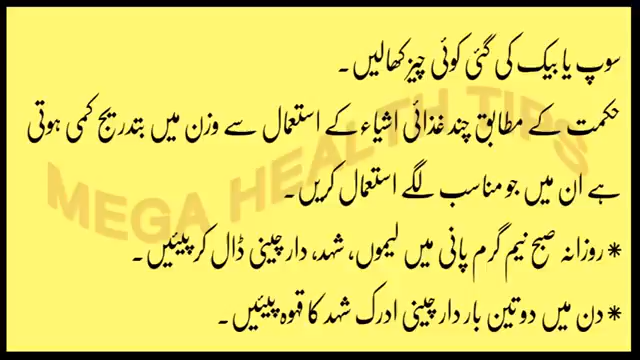 سوپ یا بیک کی گئی کوئی چیز کھالیں۔
حکمت کے مطابق چند غذائی اشیاء کے استعمال سے وزن میں بتدریج کمی ہوتی
ہے ان میں جو مناسب لگے استعمال کریں۔
MEGA HEALTH TIPS
* روزانہ صبح نیم گرم پانی میں لیموں، شہد، دار چینی ڈال کر پیئیں۔
* دن میں دو تین بار دار چینی ادرک شہد کا قہوہ پیئیں۔